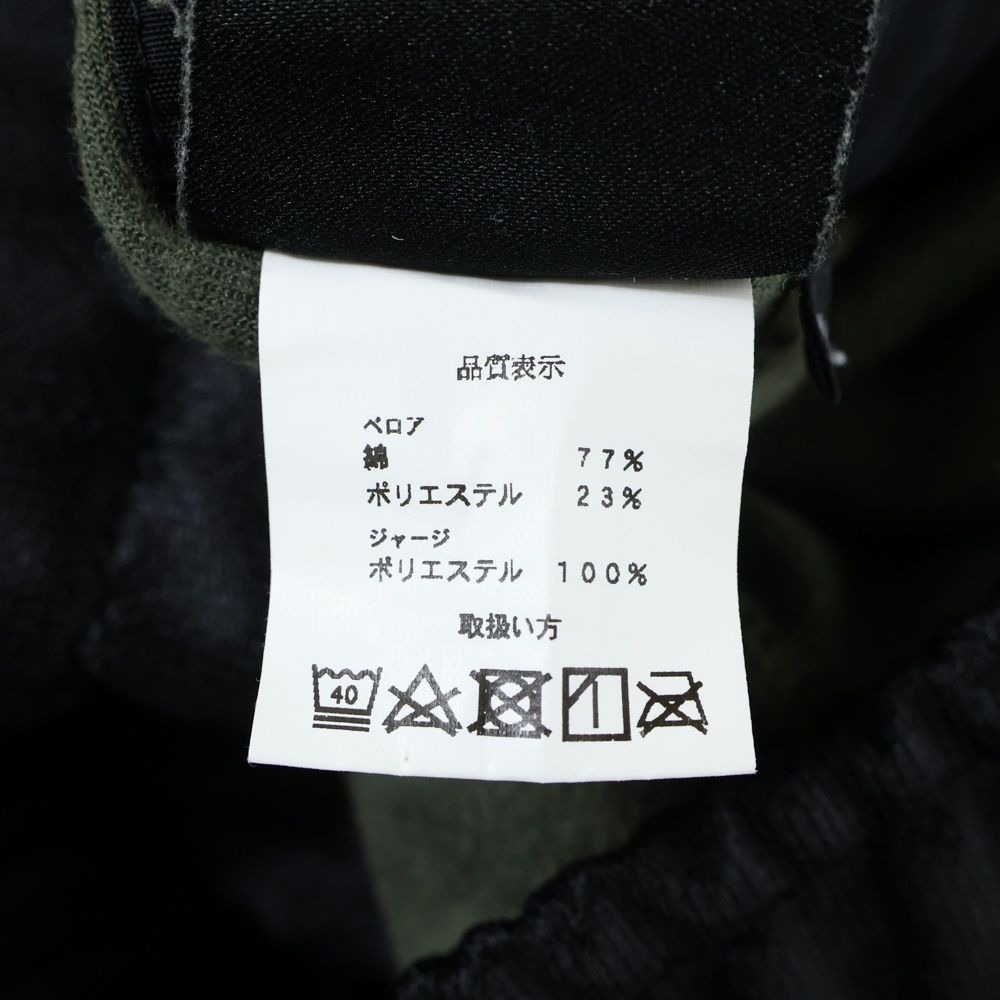 品質表示
ベロア
綿 77%
ポリエステル 23%
ジャージ
ポリエステル 100%
取扱い方
40